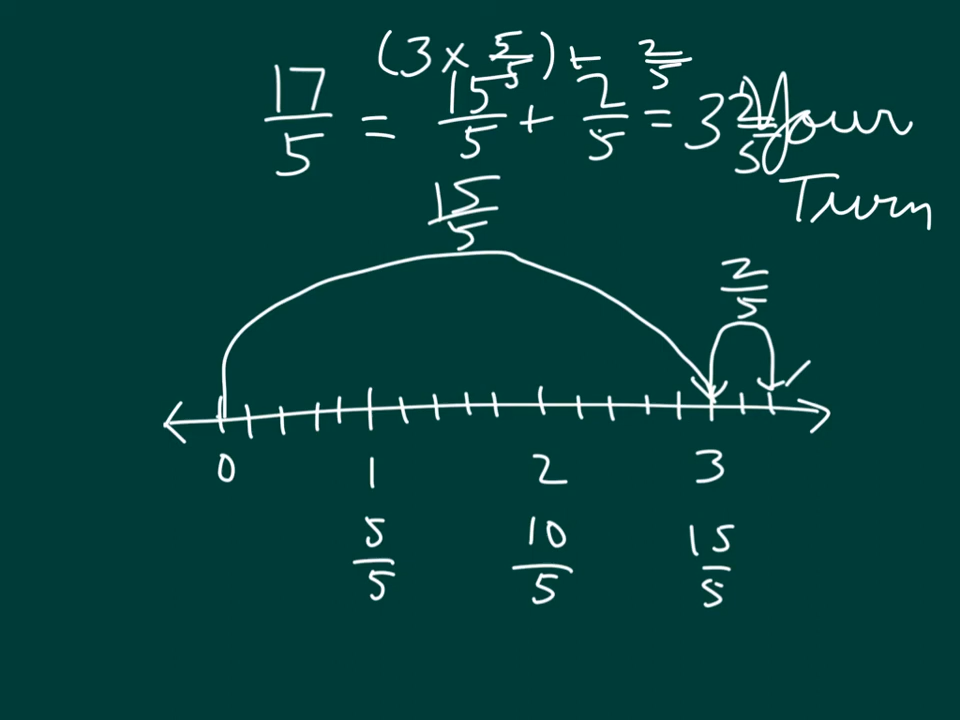 (3 × 5/5) + 2/5
17/5 = 15/5 + 2/5 = 3 2/5 Your
Turn
15/5
2/5
0 1 2 3
5/5 10/5 15/5